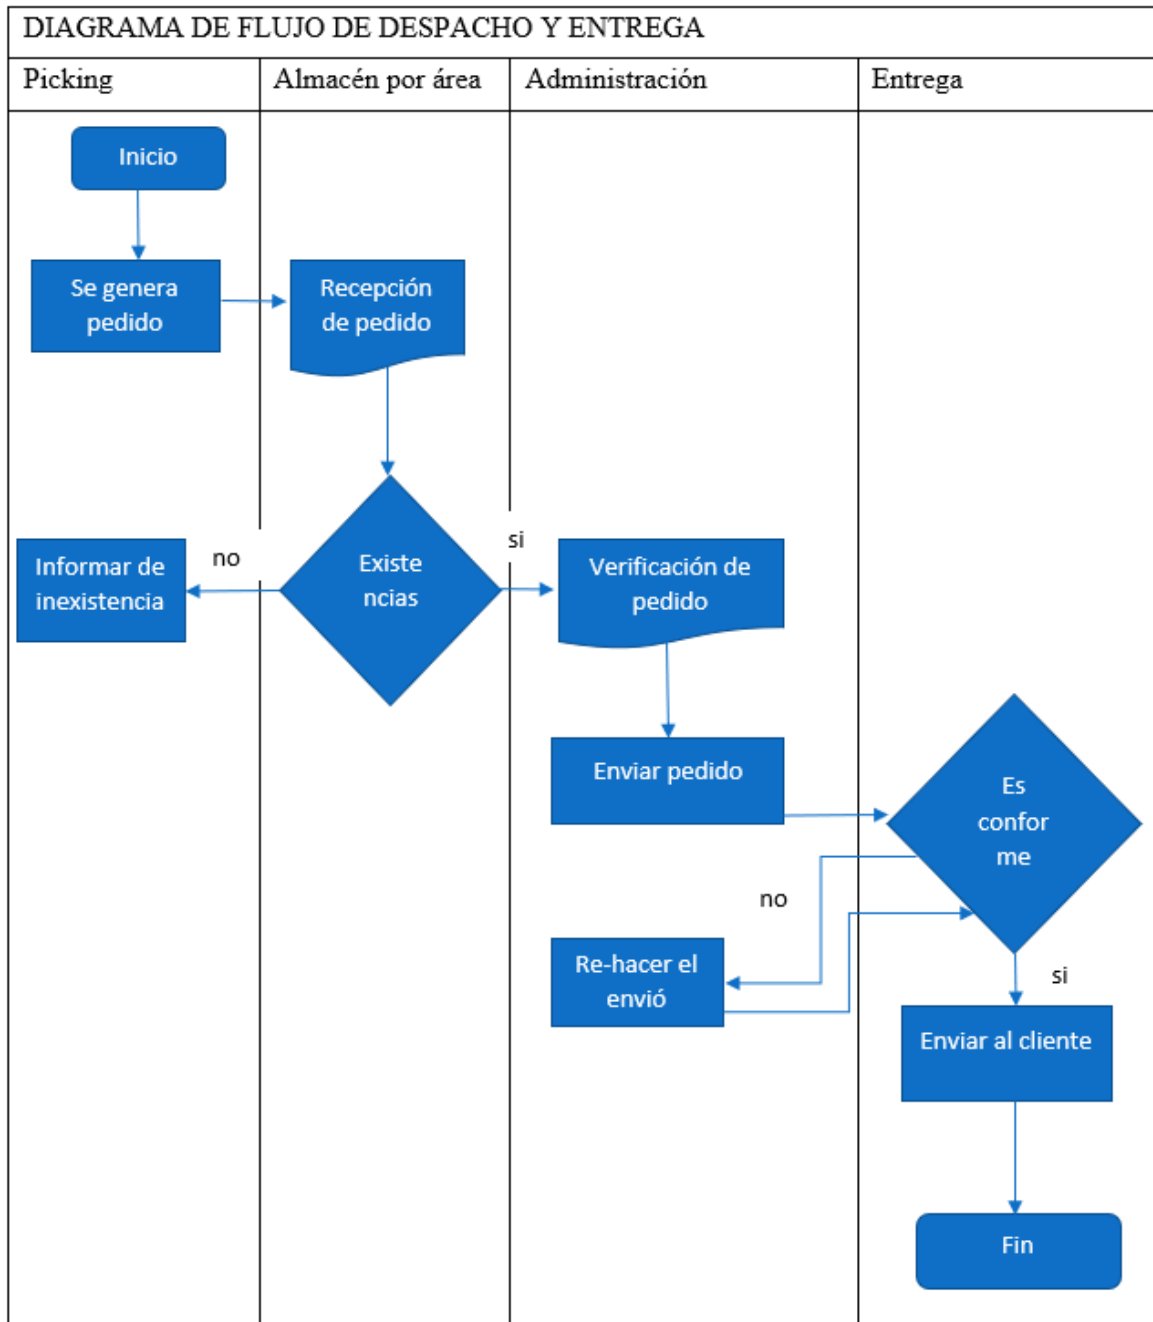 DIAGRAMA DE FLUJO DE DESPACHO Y ENTREGA
Picking
Almacén por área
Administración
Entrega
Inicio
Se genera
pedido
Recepción
de pedido
Existe
ncias
no
Informar de
inexistencia
si
Verificación de
pedido
Enviar pedido
Es
confor
me
no
Re-hacer el
envió
si
Enviar al cliente
Fin